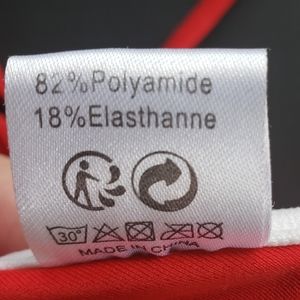 82%Polyamide
18%Elasthanne
30°
MADE IN CHINA